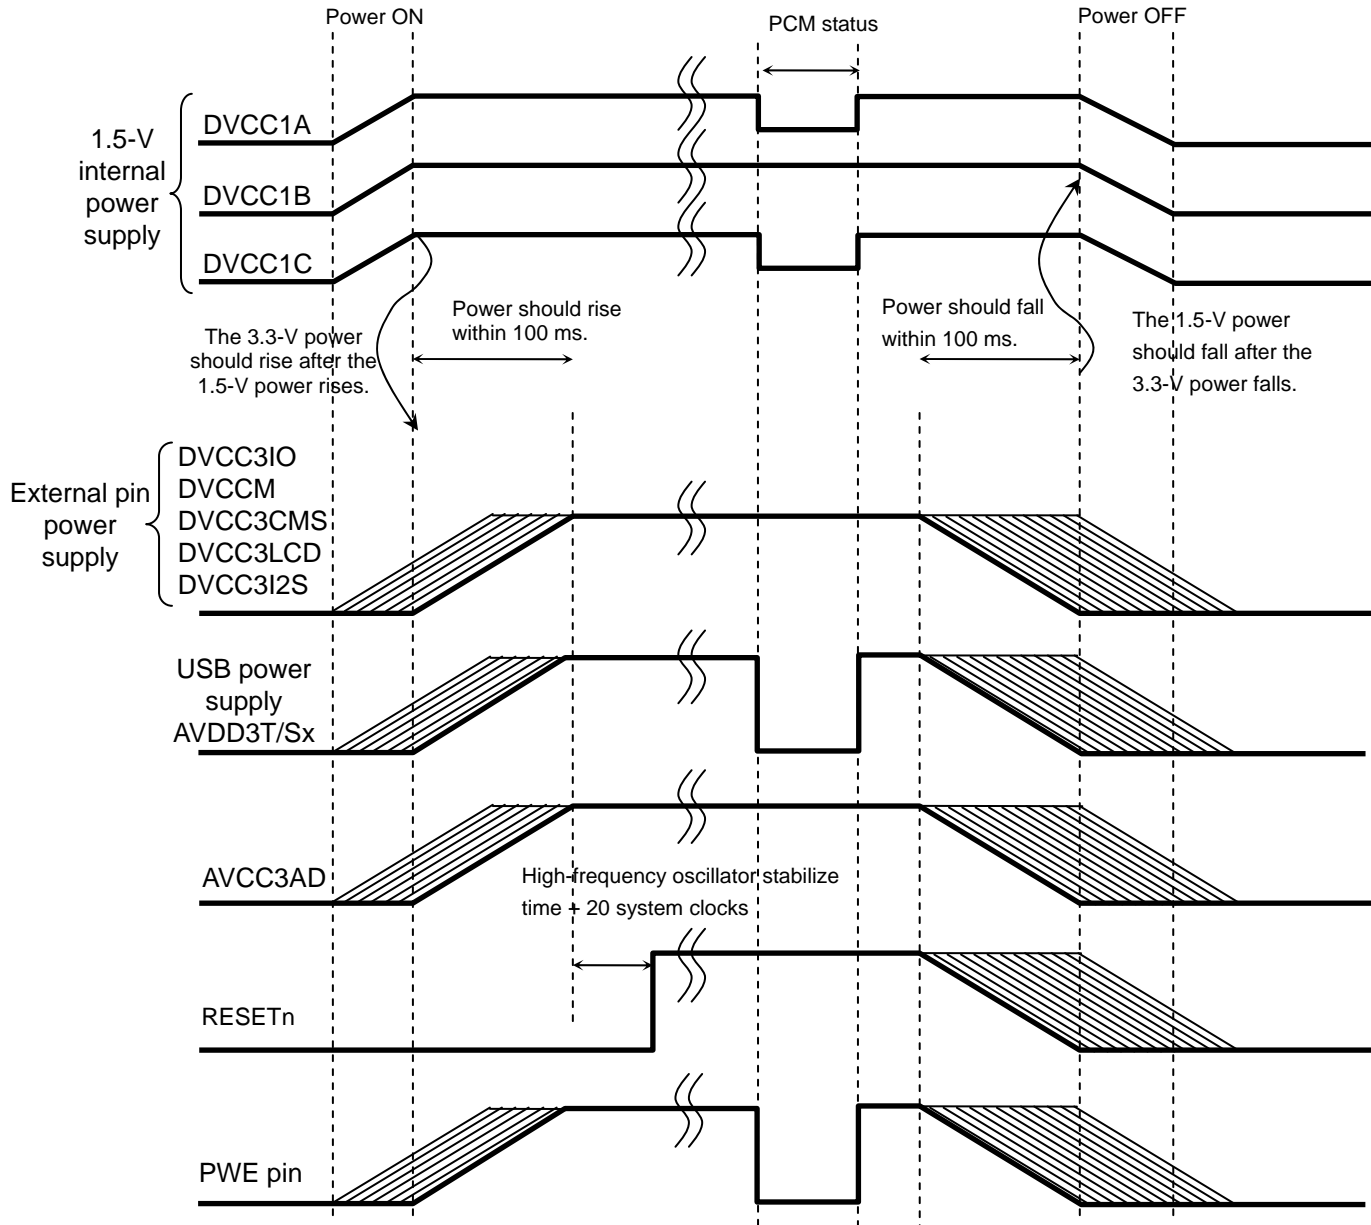 Power ON
PCM status
Power OFF
1.5-V
internal
power
supply
DVCC1A
DVCC1B
DVCC1C
The 3.3-V power
should rise after the
1.5-V power rises.
Power should rise
within 100 ms.
Power should fall
within 100 ms.
The 1.5-V power
should fall after the
3.3-V power falls.
External pin
power
supply
DVCC3IO
DVCCM
DVCC3CMS
DVCC3LCD
DVCC3I2S
USB power
supply
AVDD3T/Sx
AVCC3AD
High-frequency oscillator stabilize
time + 20 system clocks
RESETn
PWE pin